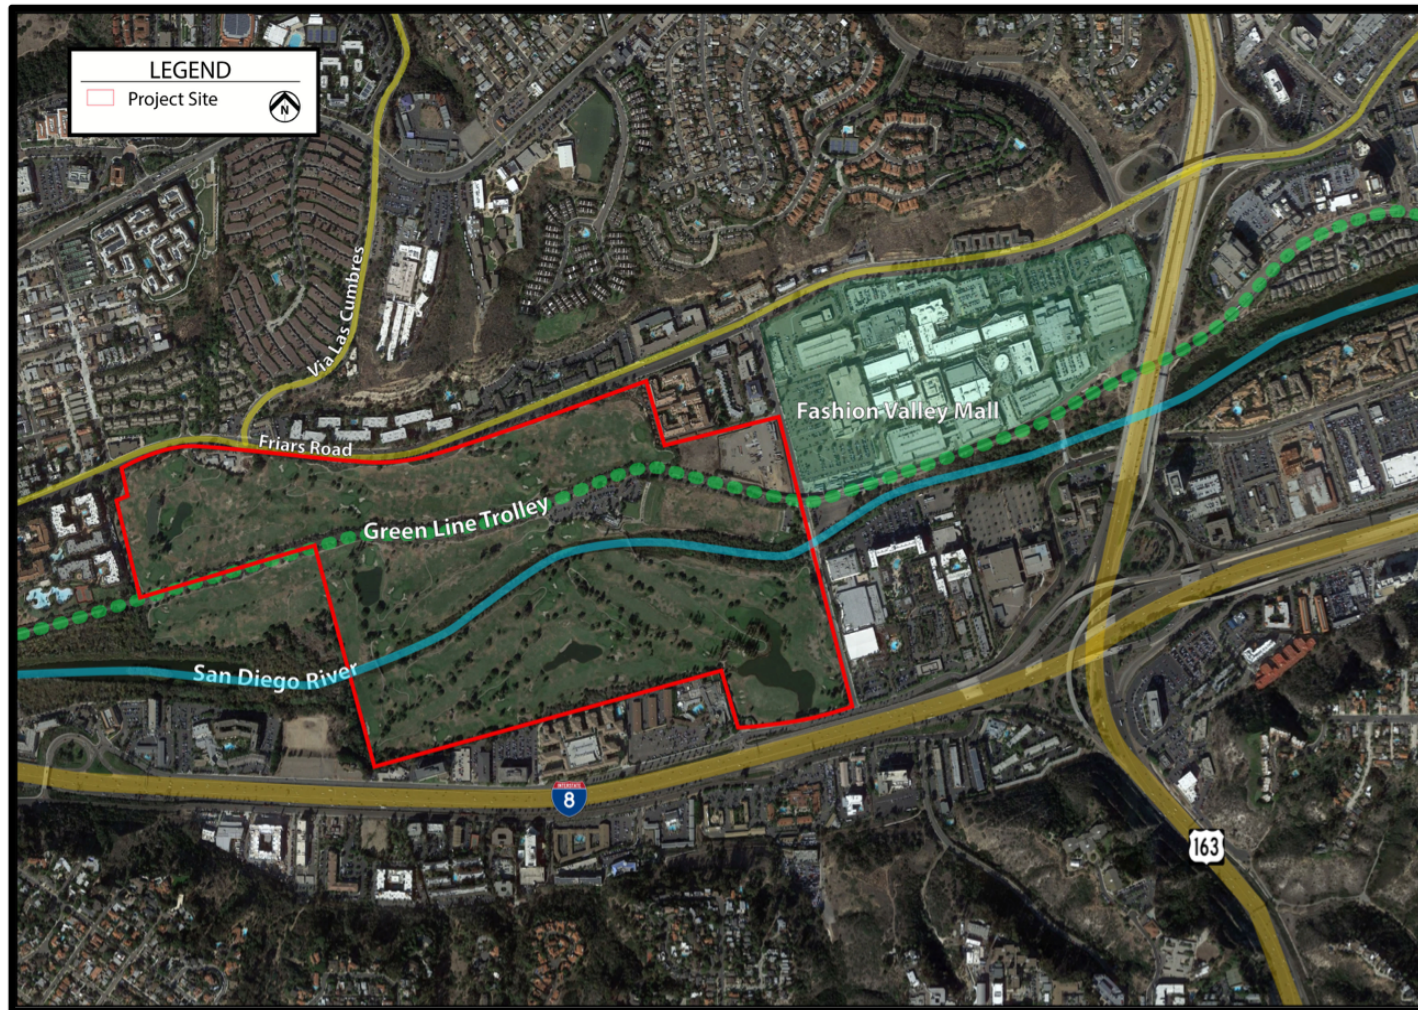 LEGEND
Project Site
N
Via Las Cumbres
Fashion Valley Mall
Friars Road
Green Line Trolley
San Diego River
INTERSTATE
8
163